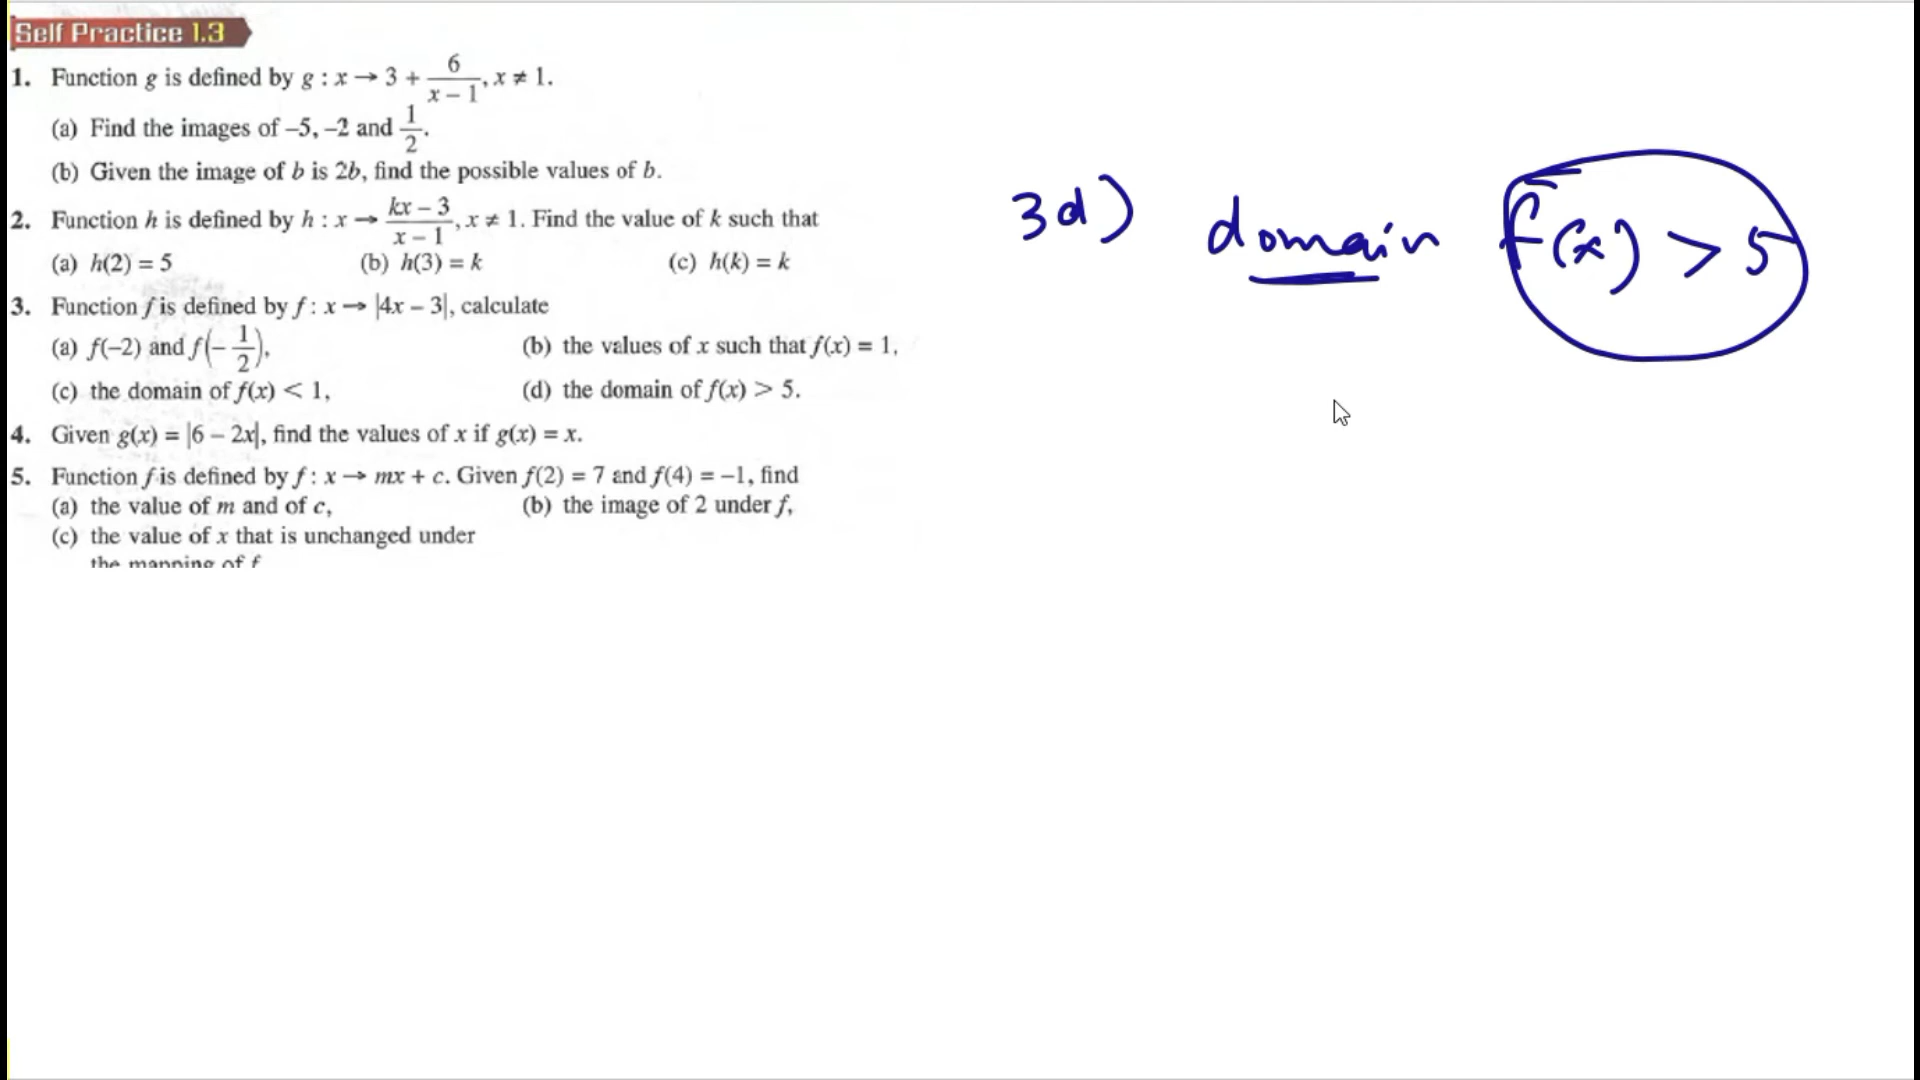 Self Practice 1.3
1. Function g is defined by g : x → 3 + 6/(x – 1), x ≠ 1.
(a) Find the images of –5, –2 and 1/2.
(b) Given the image of b is 2b, find the possible values of b.
2. Function h is defined by h : x → (kx – 3)/(x – 1), x ≠ 1. Find the value of k such that
(a) h(2) = 5 (b) h(3) = k (c) h(k) = k
3. Function f is defined by f : x → |4x – 3|, calculate
(a) f(–2) and f(–1/2), (b) the values of x such that f(x) = 1,
(c) the domain of f(x) < 1, (d) the domain of f(x) > 5.
4. Given g(x) = |6 – 2x|, find the values of x if g(x) = x.
5. Function f is defined by f : x → mx + c. Given f(2) = 7 and f(4) = –1, find
(a) the value of m and of c, (b) the image of 2 under f,
(c) the value of x that is unchanged under
the mapping of f
3d) domain f(x) > 5